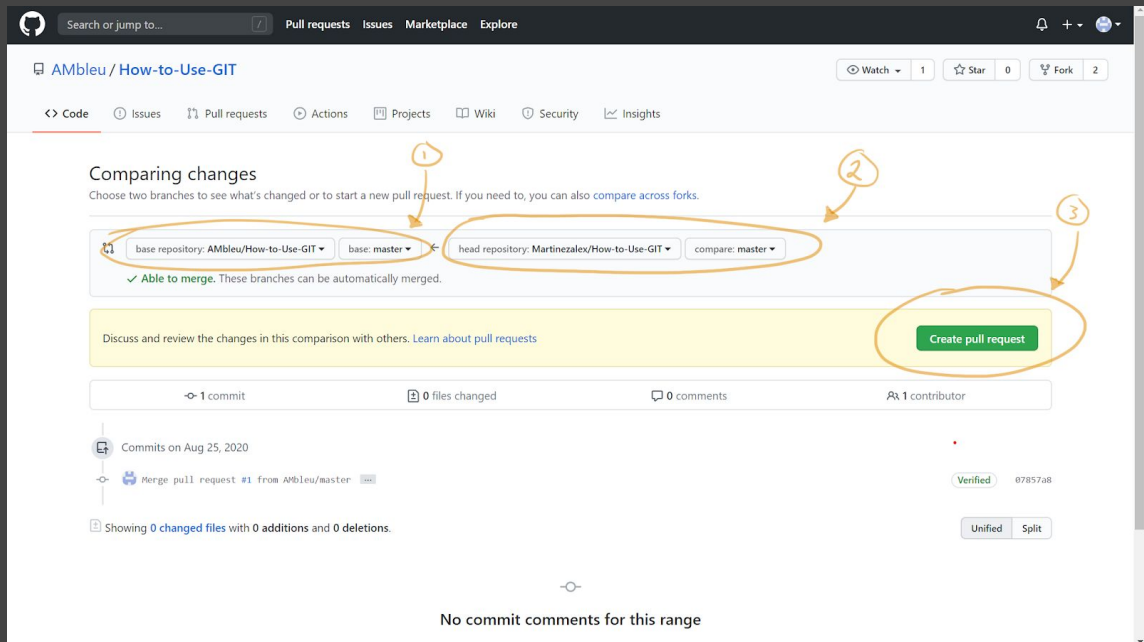 Search or jump to... /
Pull requests Issues Marketplace Explore
AMbleu / How-to-Use-GIT
Watch 1 Star 0 Fork 2
Code Issues Pull requests Actions Projects Wiki Security Insights
1
2
3
Comparing changes
Choose two branches to see what's changed or to start a new pull request. If you need to, you can also compare across forks.
base repository: AMbleu/How-to-Use-GIT base: master head repository: Martinezalex/How-to-Use-GIT compare: master
Able to merge. These branches can be automatically merged.
Discuss and review the changes in this comparison with others. Learn about pull requests Create pull request
1 commit 0 files changed 0 comments 1 contributor
Commits on Aug 25, 2020
Merge pull request #1 from AMbleu/master ... Verified 07857a8
Showing 0 changed files with 0 additions and 0 deletions. Unified Split
No commit comments for this range